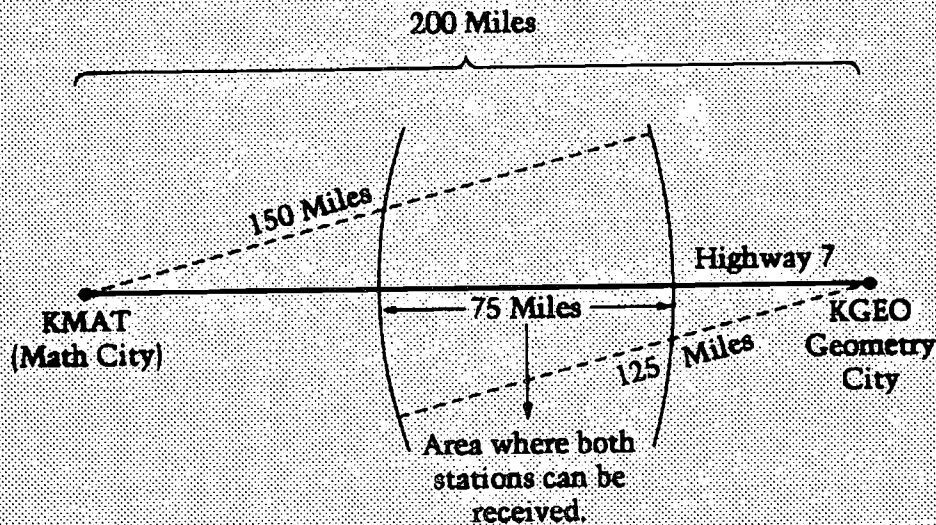 200 Miles
150 Miles
Highway 7
KMAT
(Math City)
75 Miles
KGEO
Geometry
City
125 Miles
Area where both
stations can be
received.